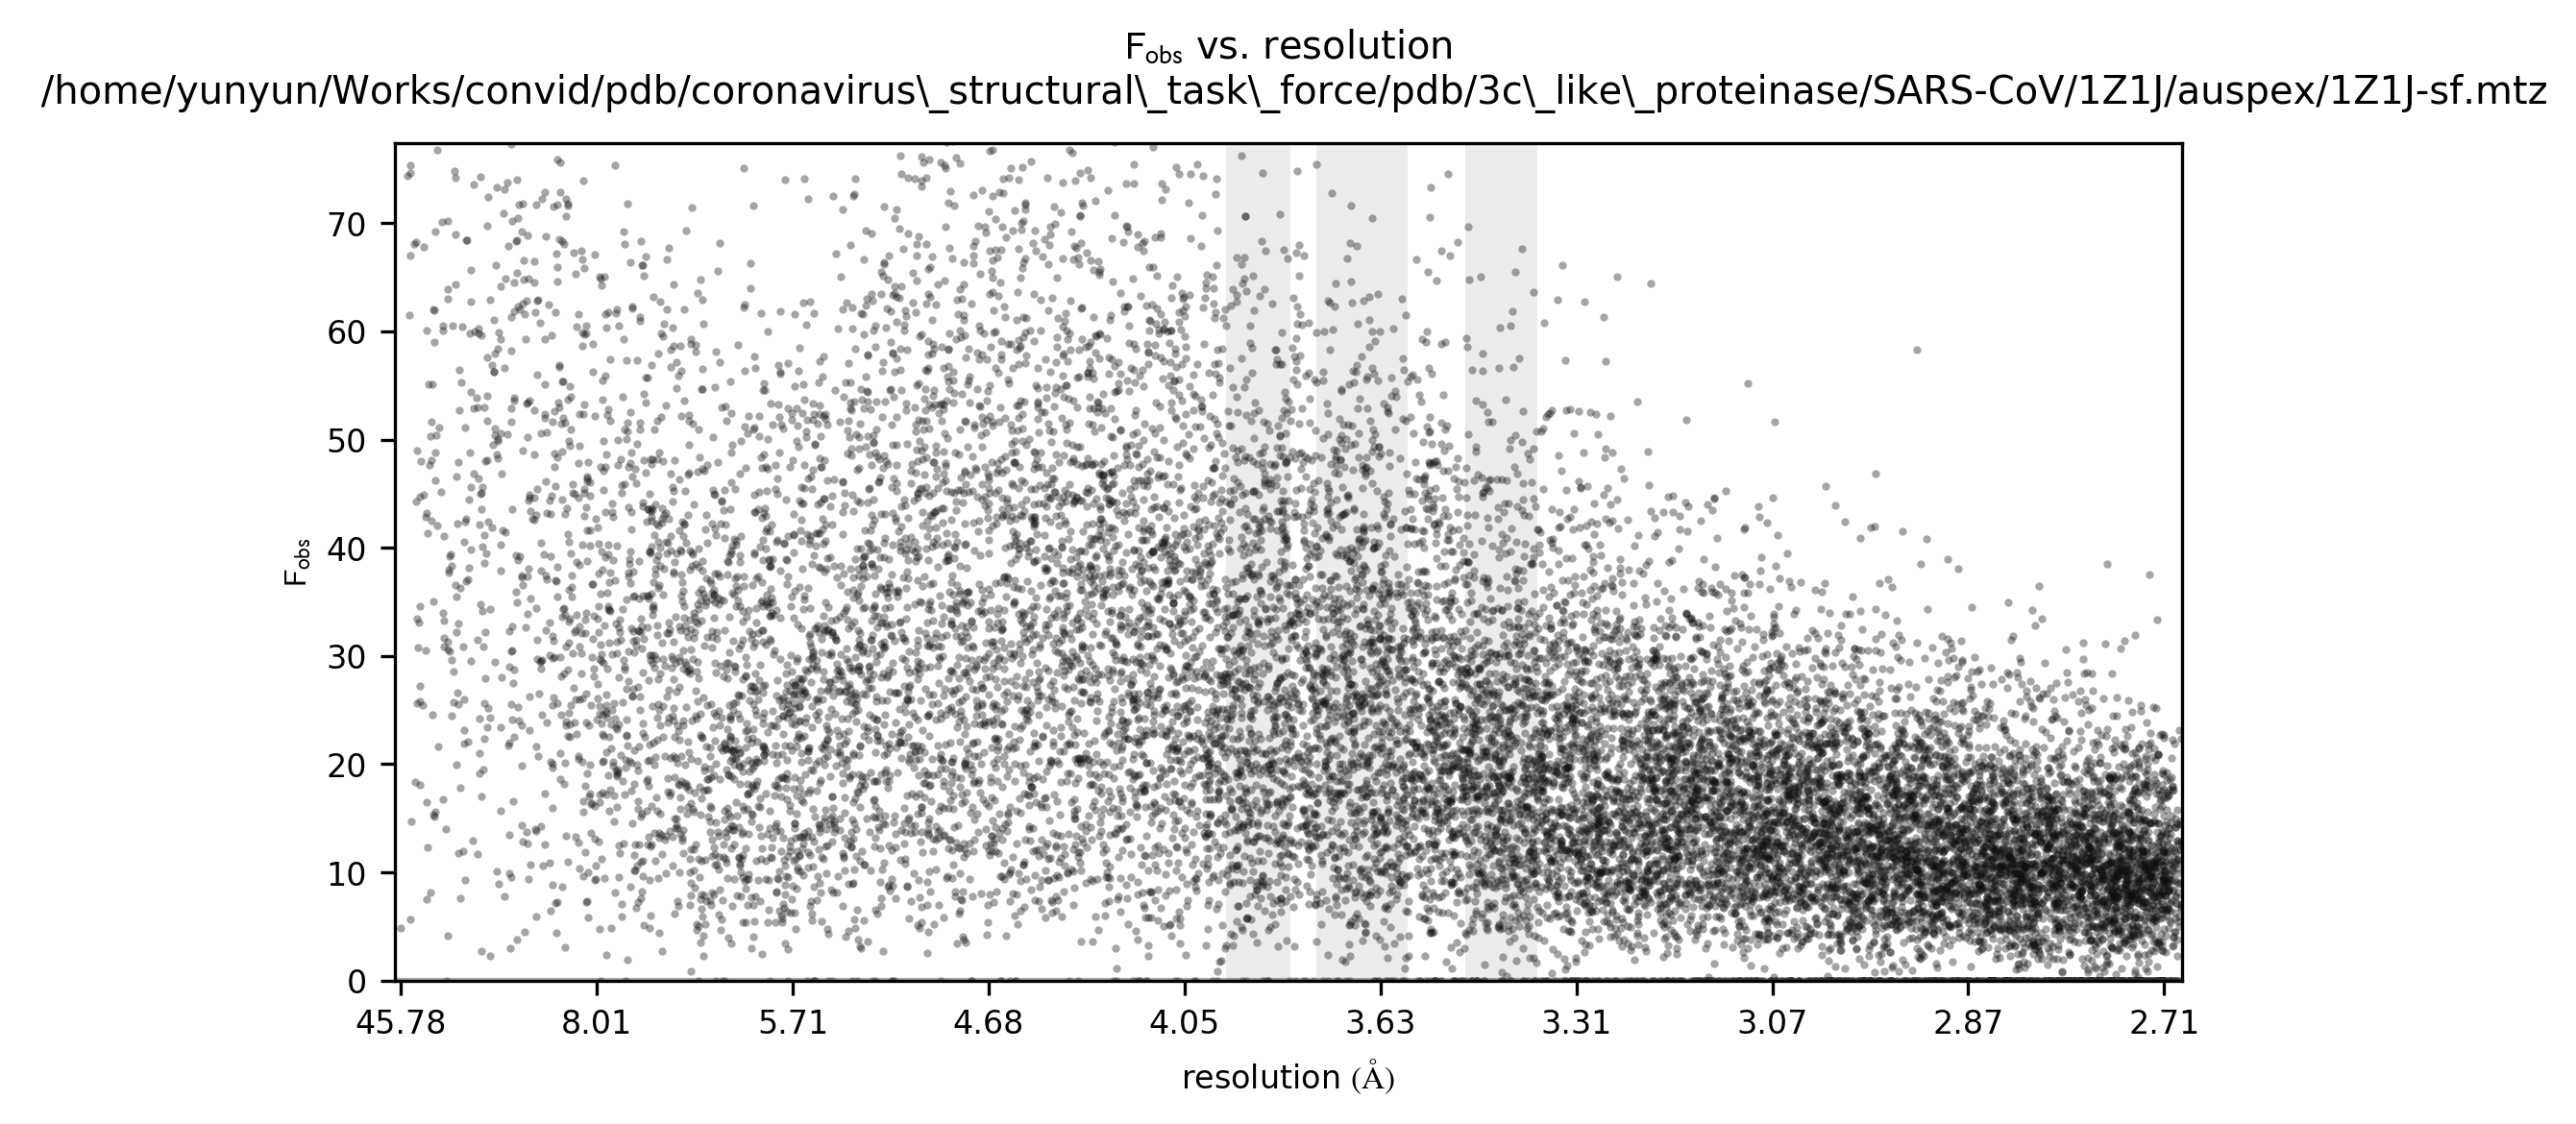 Fobs vs. resolution
/home/yunyun/Works/convid/pdb/coronavirus\_structural\_task\_force/pdb/3c\_like\_proteinase/SARS-CoV/1Z1J/auspex/1Z1J-sf.mtz
70
60
50
40
30
20
10
0
Fobs
45.78 8.01 5.71 4.68 4.05 3.63 3.31 3.07 2.87 2.71
resolution (Å)